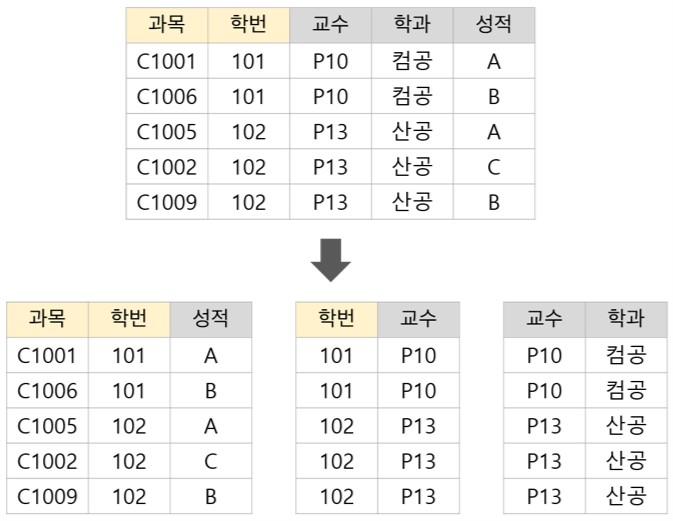 과목 학번 교수 학과 성적
C1001 101 P10 컴공 A
C1006 101 P10 컴공 B
C1005 102 P13 산공 A
C1002 102 P13 산공 C
C1009 102 P13 산공 B
과목 학번 성적
C1001 101 A
C1006 101 B
C1005 102 A
C1002 102 C
C1009 102 B
학번 교수
101 P10
101 P10
102 P13
102 P13
102 P13
교수 학과
P10 컴공
P10 컴공
P13 산공
P13 산공
P13 산공